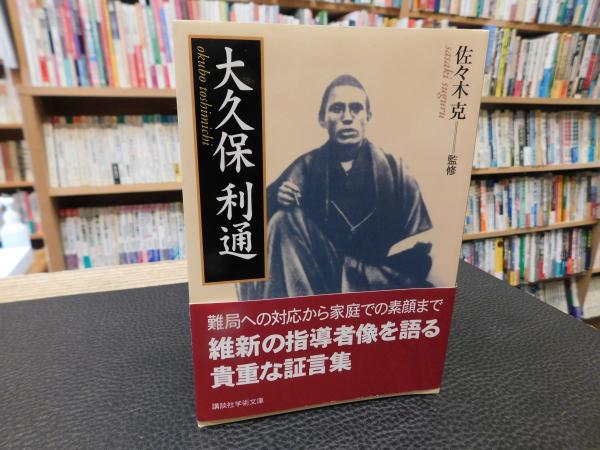 大久保 利通
okubo toshimichi
佐々木 克──監修
sasaki suguru
難局への対応から家庭での素顔まで
維新の指導者像を語る
貴重な証言集
講談社学術文庫